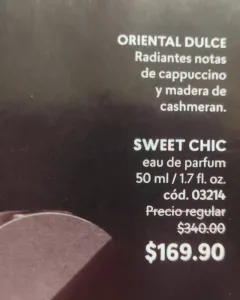 ORIENTAL DULCE
Radiantes notas
de cappuccino
y madera de
cashmeran.
SWEET CHIC
eau de parfum
50 ml / 1.7 fl. oz.
cód. 03214
Precio regular
$340.00
$169.90